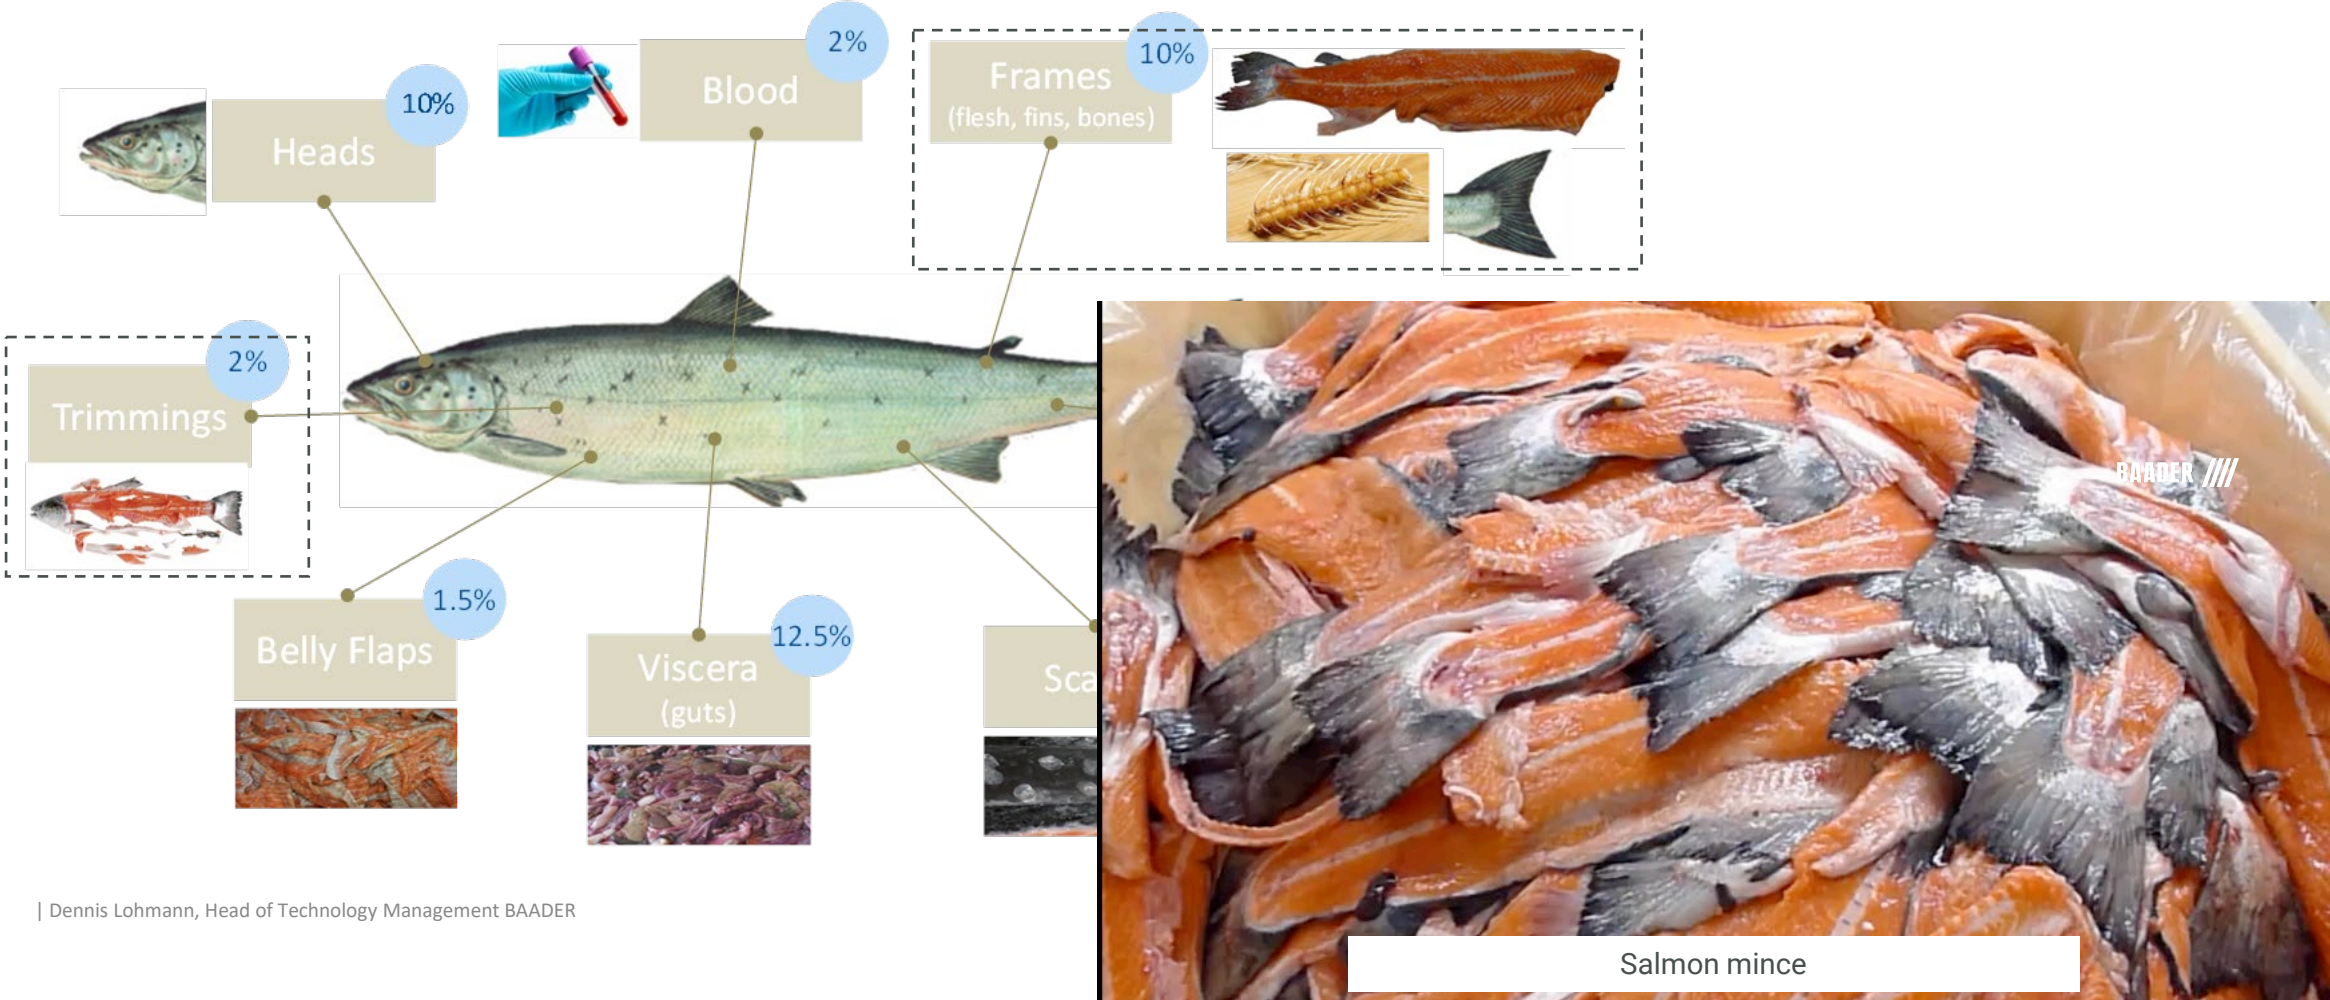 2%
Blood
10%
Frames
(flesh, fins, bones)
10%
Heads
2%
Trimmings
BAADER
1.5%
Belly Flaps
12.5%
Viscera
(guts)
Sca
| Dennis Lohmann, Head of Technology Management BAADER
Salmon mince